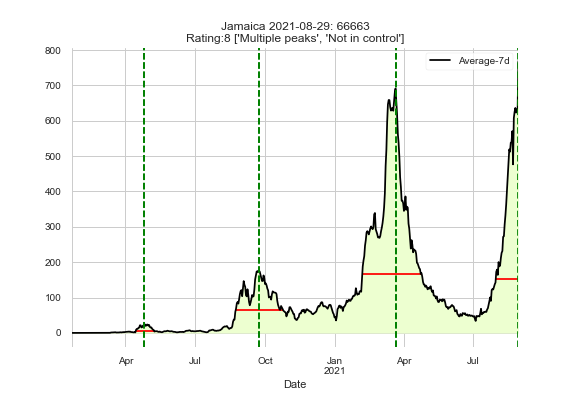 Jamaica 2021-08-29: 66663
Rating:8 ['Multiple peaks', 'Not in control']
Average-7d
800
700
600
500
400
300
200
100
0
Apr Jul Oct Jan Apr Jul
2021
Date